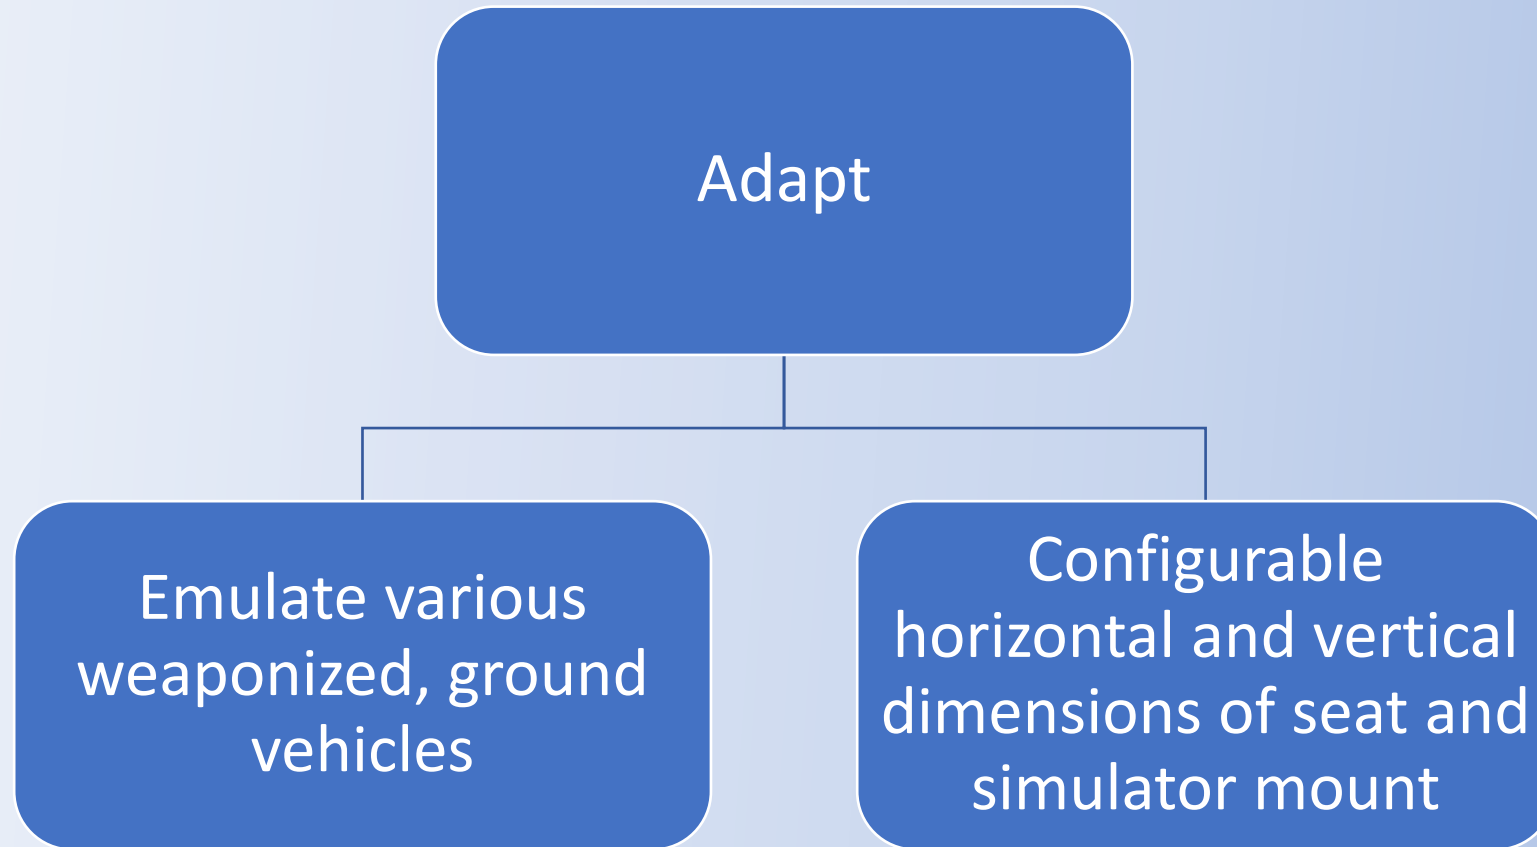 Adapt
Emulate various
weaponized, ground
vehicles
Configurable
horizontal and vertical
dimensions of seat and
simulator mount